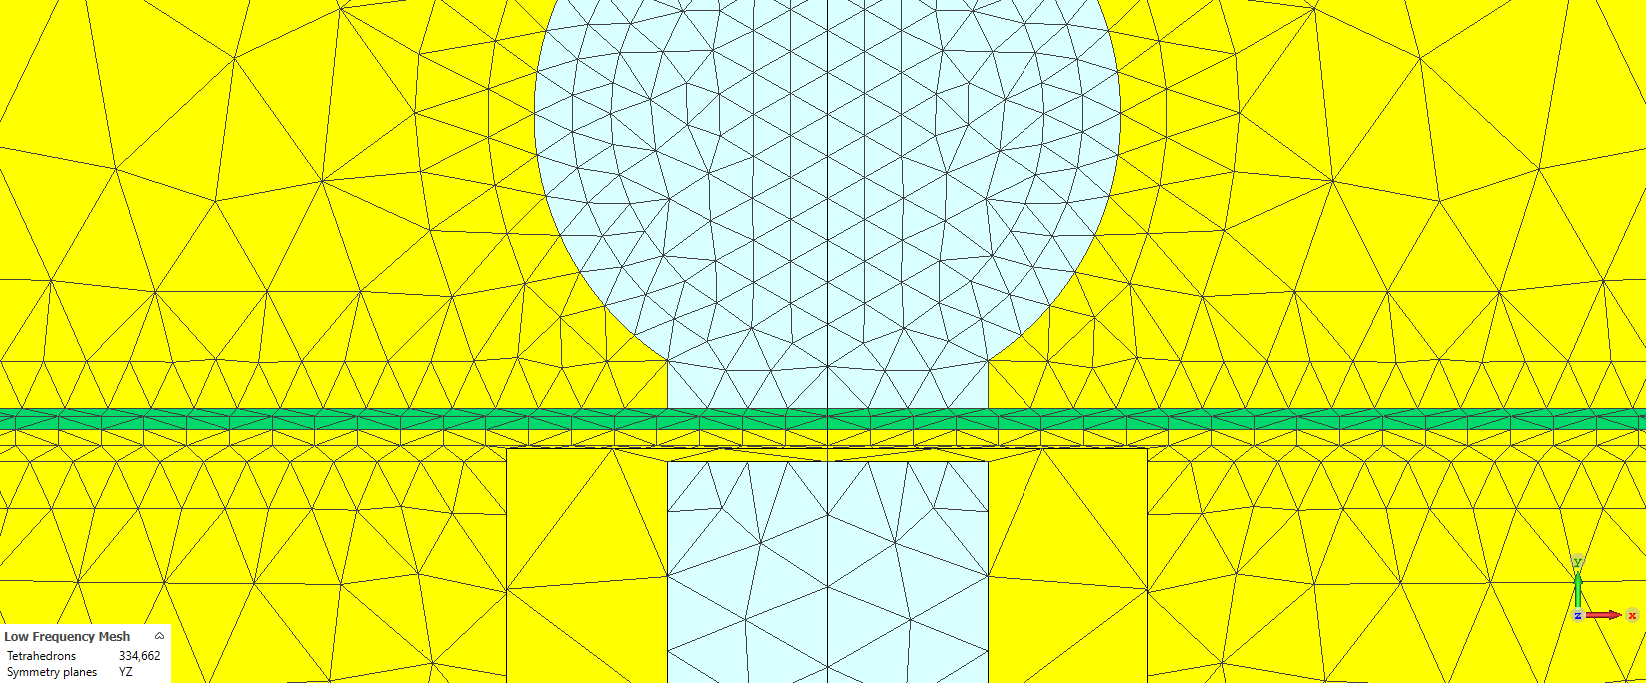 Low Frequency Mesh
Tetrahedrons 334,662
Symmetry planes YZ
y
z x